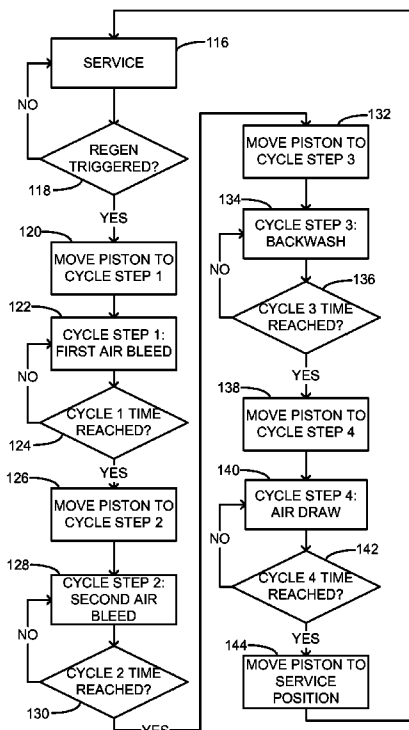 SERVICE
116
NO
REGEN
TRIGGERED?
118
YES
120
MOVE PISTON TO
CYCLE STEP 1
122
CYCLE STEP 1:
FIRST AIR BLEED
NO
CYCLE 1 TIME
REACHED?
124
YES
126
MOVE PISTON TO
CYCLE STEP 2
128
CYCLE STEP 2:
SECOND AIR
BLEED
NO
CYCLE 2 TIME
REACHED?
130
YES
132
MOVE PISTON TO
CYCLE STEP 3
134
CYCLE STEP 3:
BACKWASH
NO
136
CYCLE 3 TIME
REACHED?
YES
138
MOVE PISTON TO
CYCLE STEP 4
140
CYCLE STEP 4:
AIR DRAW
NO
142
CYCLE 4 TIME
REACHED?
YES
144
MOVE PISTON TO
SERVICE
POSITION